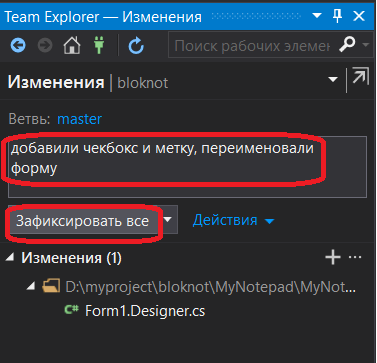 Team Explorer — Изменения
Поиск рабочих элемен
Изменения | bloknot
Ветвь: master
добавили чекбокс и метку, переименовали
форму
Зафиксировать все
Действия
Изменения (1)
D:\myproject\bloknot\MyNotepad\MyNot...
C# Form1.Designer.cs